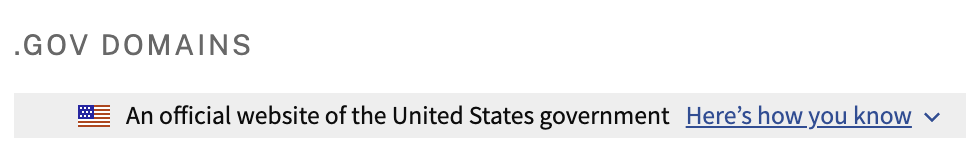 .GOV DOMAINS
An official website of the United States government Here’s how you know